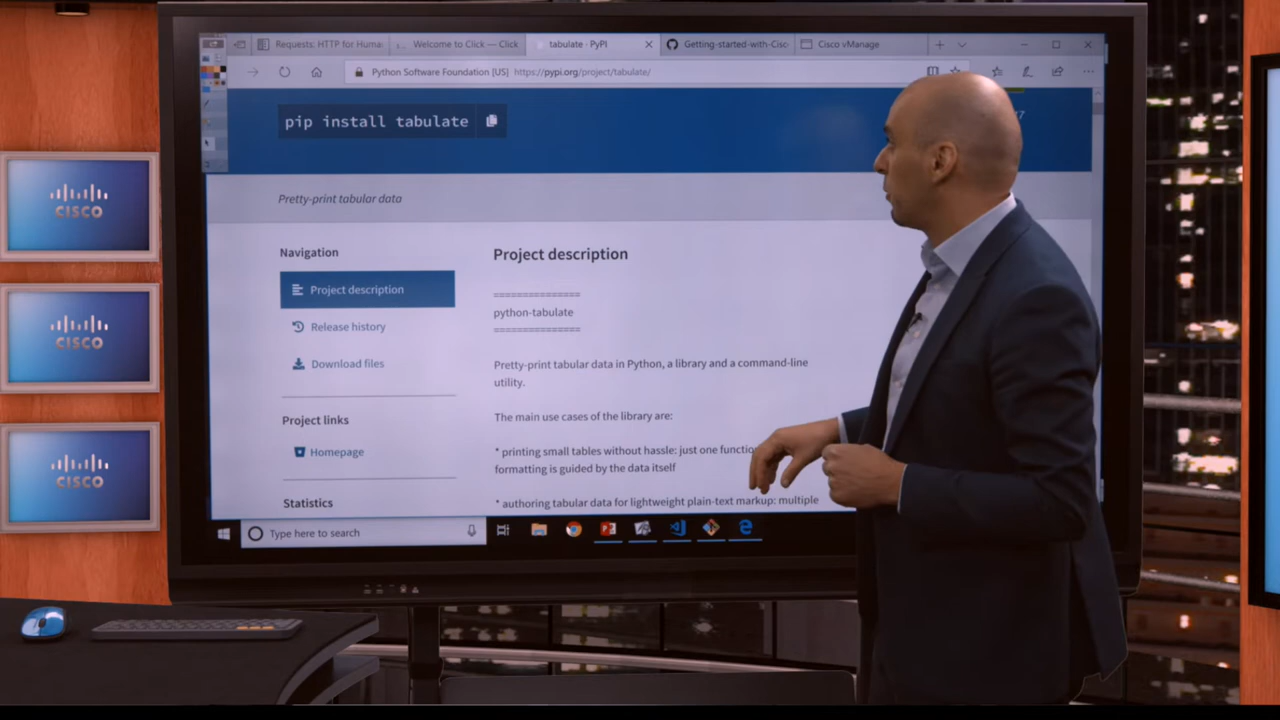 Requests: HTTP for Huma
Welcome to Click — Click
tabulate · PyPI
Getting-started-with-Cisc
Cisco vManage
Python Software Foundation [US] https://pypi.org/project/tabulate/
pip install tabulate
Pretty-print tabular data
Navigation
Project description
Release history
Download files
Project links
Homepage
Statistics
Project description
==============
python-tabulate
==============
Pretty-print tabular data in Python, a library and a command-line
utility.
The main use cases of the library are:
* printing small tables without hassle: just one functio
formatting is guided by the data itself
* authoring tabular data for lightweight plain-text markup: multiple
Type here to search
CISCO
CISCO
CISCO